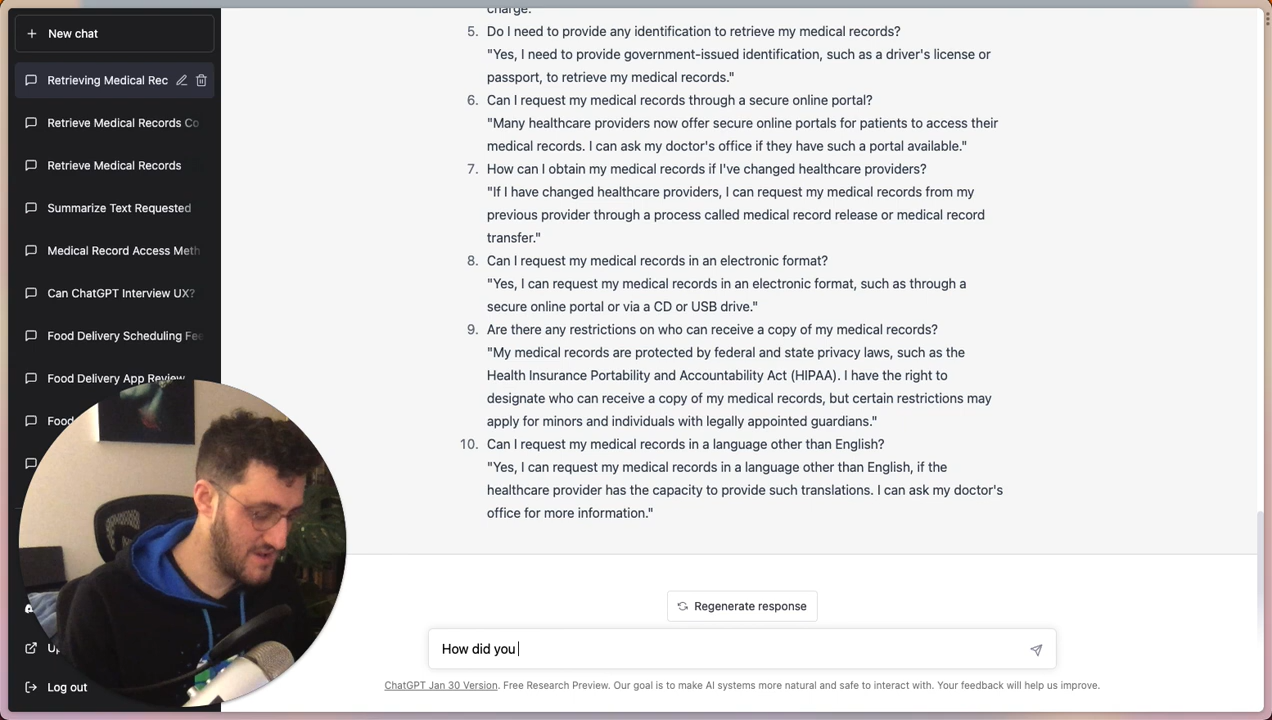 New chat
Retrieving Medical Rec
Retrieve Medical Records Co
Retrieve Medical Records
Summarize Text Requested
Medical Record Access Meth
Can ChatGPT Interview UX?
Food Delivery Scheduling Fee
Food Delivery App Review
Food
Log out
charge.
5. Do I need to provide any identification to retrieve my medical records?
"Yes, I need to provide government-issued identification, such as a driver's license or
passport, to retrieve my medical records."
6. Can I request my medical records through a secure online portal?
"Many healthcare providers now offer secure online portals for patients to access their
medical records. I can ask my doctor's office if they have such a portal available."
7. How can I obtain my medical records if I've changed healthcare providers?
"If I have changed healthcare providers, I can request my medical records from my
previous provider through a process called medical record release or medical record
transfer."
8. Can I request my medical records in an electronic format?
"Yes, I can request my medical records in an electronic format, such as through a
secure online portal or via a CD or USB drive."
9. Are there any restrictions on who can receive a copy of my medical records?
"My medical records are protected by federal and state privacy laws, such as the
Health Insurance Portability and Accountability Act (HIPAA). I have the right to
designate who can receive a copy of my medical records, but certain restrictions may
apply for minors and individuals with legally appointed guardians."
10. Can I request my medical records in a language other than English?
"Yes, I can request my medical records in a language other than English, if the
healthcare provider has the capacity to provide such translations. I can ask my doctor's
office for more information."
Regenerate response
How did you
ChatGPT Jan 30 Version. Free Research Preview. Our goal is to make AI systems more natural and safe to interact with. Your feedback will help us improve.